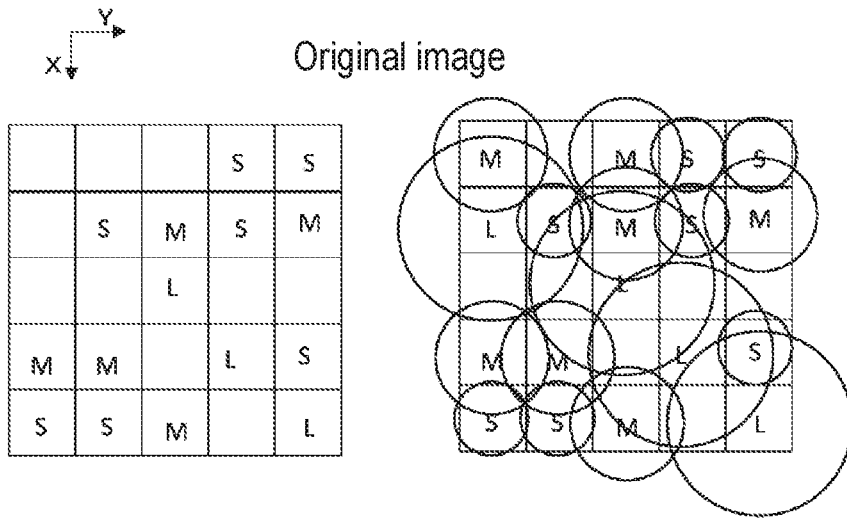 Y
X
Original image
S S
S M S M
L
M M L S
S S M L
M M S S
L S M S M
L
M M L S
S S M L